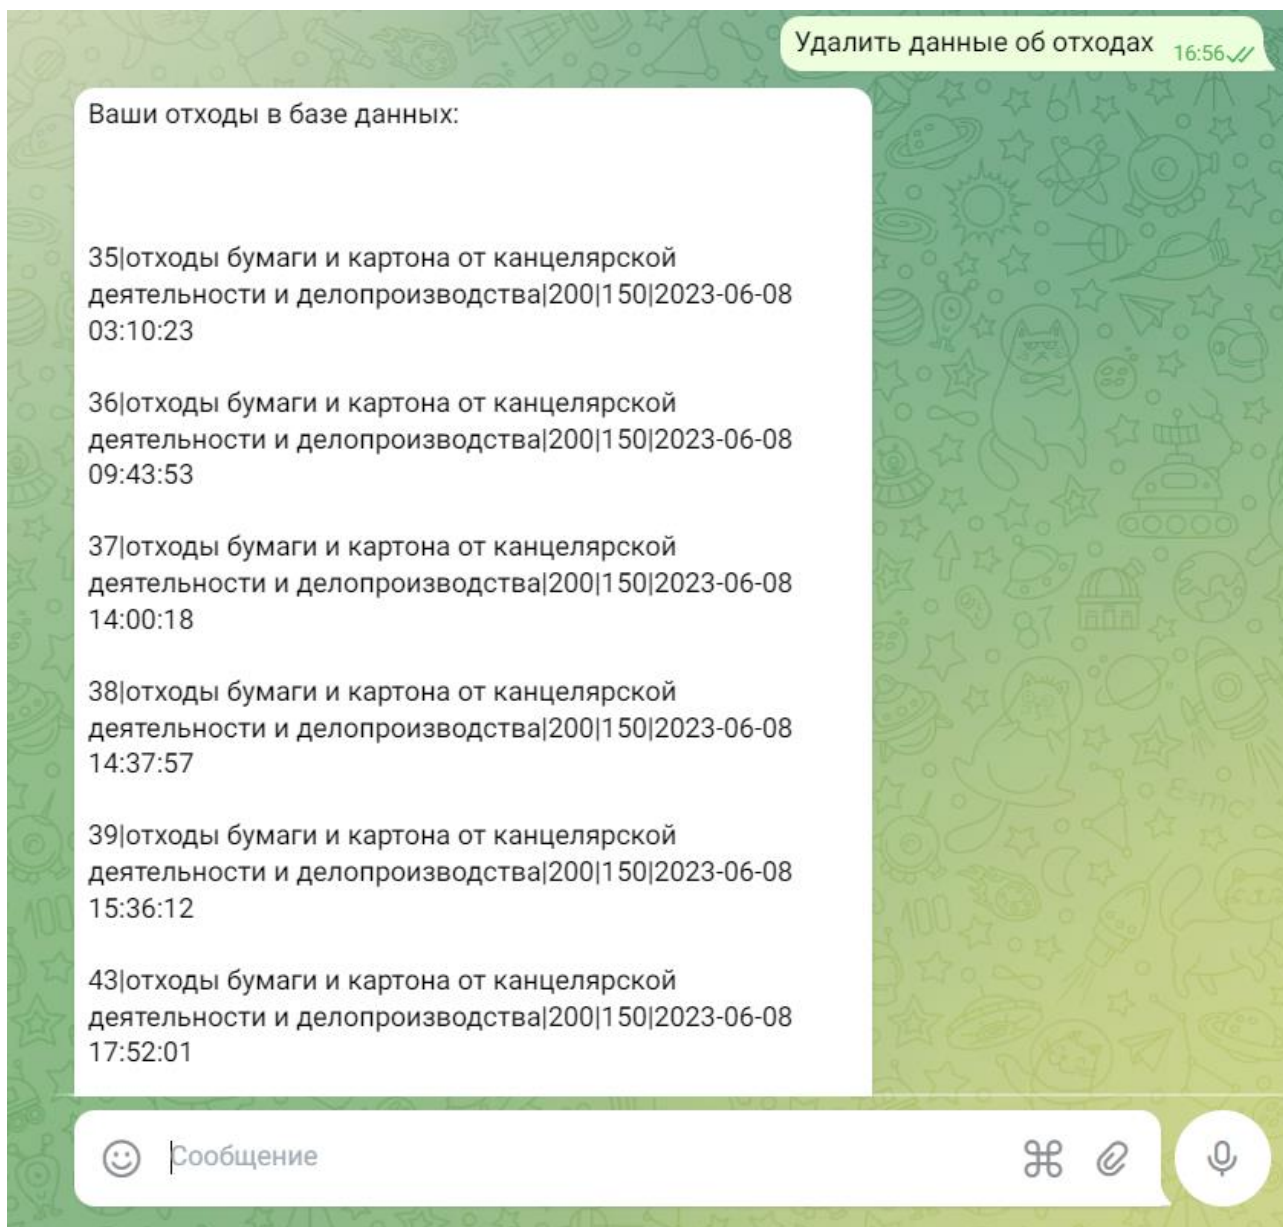 Удалить данные об отходах 16:56
Ваши отходы в базе данных:
35|отходы бумаги и картона от канцелярской
деятельности и делопроизводства|200|150|2023-06-08
03:10:23
36|отходы бумаги и картона от канцелярской
деятельности и делопроизводства|200|150|2023-06-08
09:43:53
37|отходы бумаги и картона от канцелярской
деятельности и делопроизводства|200|150|2023-06-08
14:00:18
38|отходы бумаги и картона от канцелярской
деятельности и делопроизводства|200|150|2023-06-08
14:37:57
39|отходы бумаги и картона от канцелярской
деятельности и делопроизводства|200|150|2023-06-08
15:36:12
43|отходы бумаги и картона от канцелярской
деятельности и делопроизводства|200|150|2023-06-08
17:52:01
Сообщение